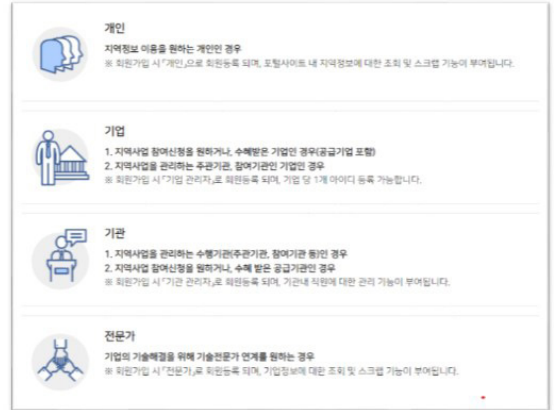 개인
지역정보 이용을 원하는 개인인 경우
※ 회원가입 시「개인」으로 회원등록 되며, 포털사이트 내 지역정보에 대한 조회 및 스크랩 기능이 부여됩니다.
기업
1. 지역사업 참여신청을 원하거나, 수혜받은 기업인 경우(공급기업 포함)
2. 지역사업을 관리하는 주관기관, 참여기관인 기업인 경우
※ 회원가입 시「기업 관리자」로 회원등록 되며, 기업 당 1개 아이디 등록 가능합니다.
기관
1. 지역사업을 관리하는 수행기관(주관기관, 참여기관 등)인 경우
2. 지역사업 참여신청을 원하거나, 수혜 받은 공급기관인 경우
※ 회원가입 시「기관 관리자」로 회원등록 되며, 기관내 직원에 대한 관리 기능이 부여됩니다.
전문가
기업의 기술해결을 위해 기술전문가 연계를 원하는 경우
※ 회원가입 시「전문가」로 회원등록 되며, 기업정보에 대한 조회 및 스크랩 기능이 부여됩니다.